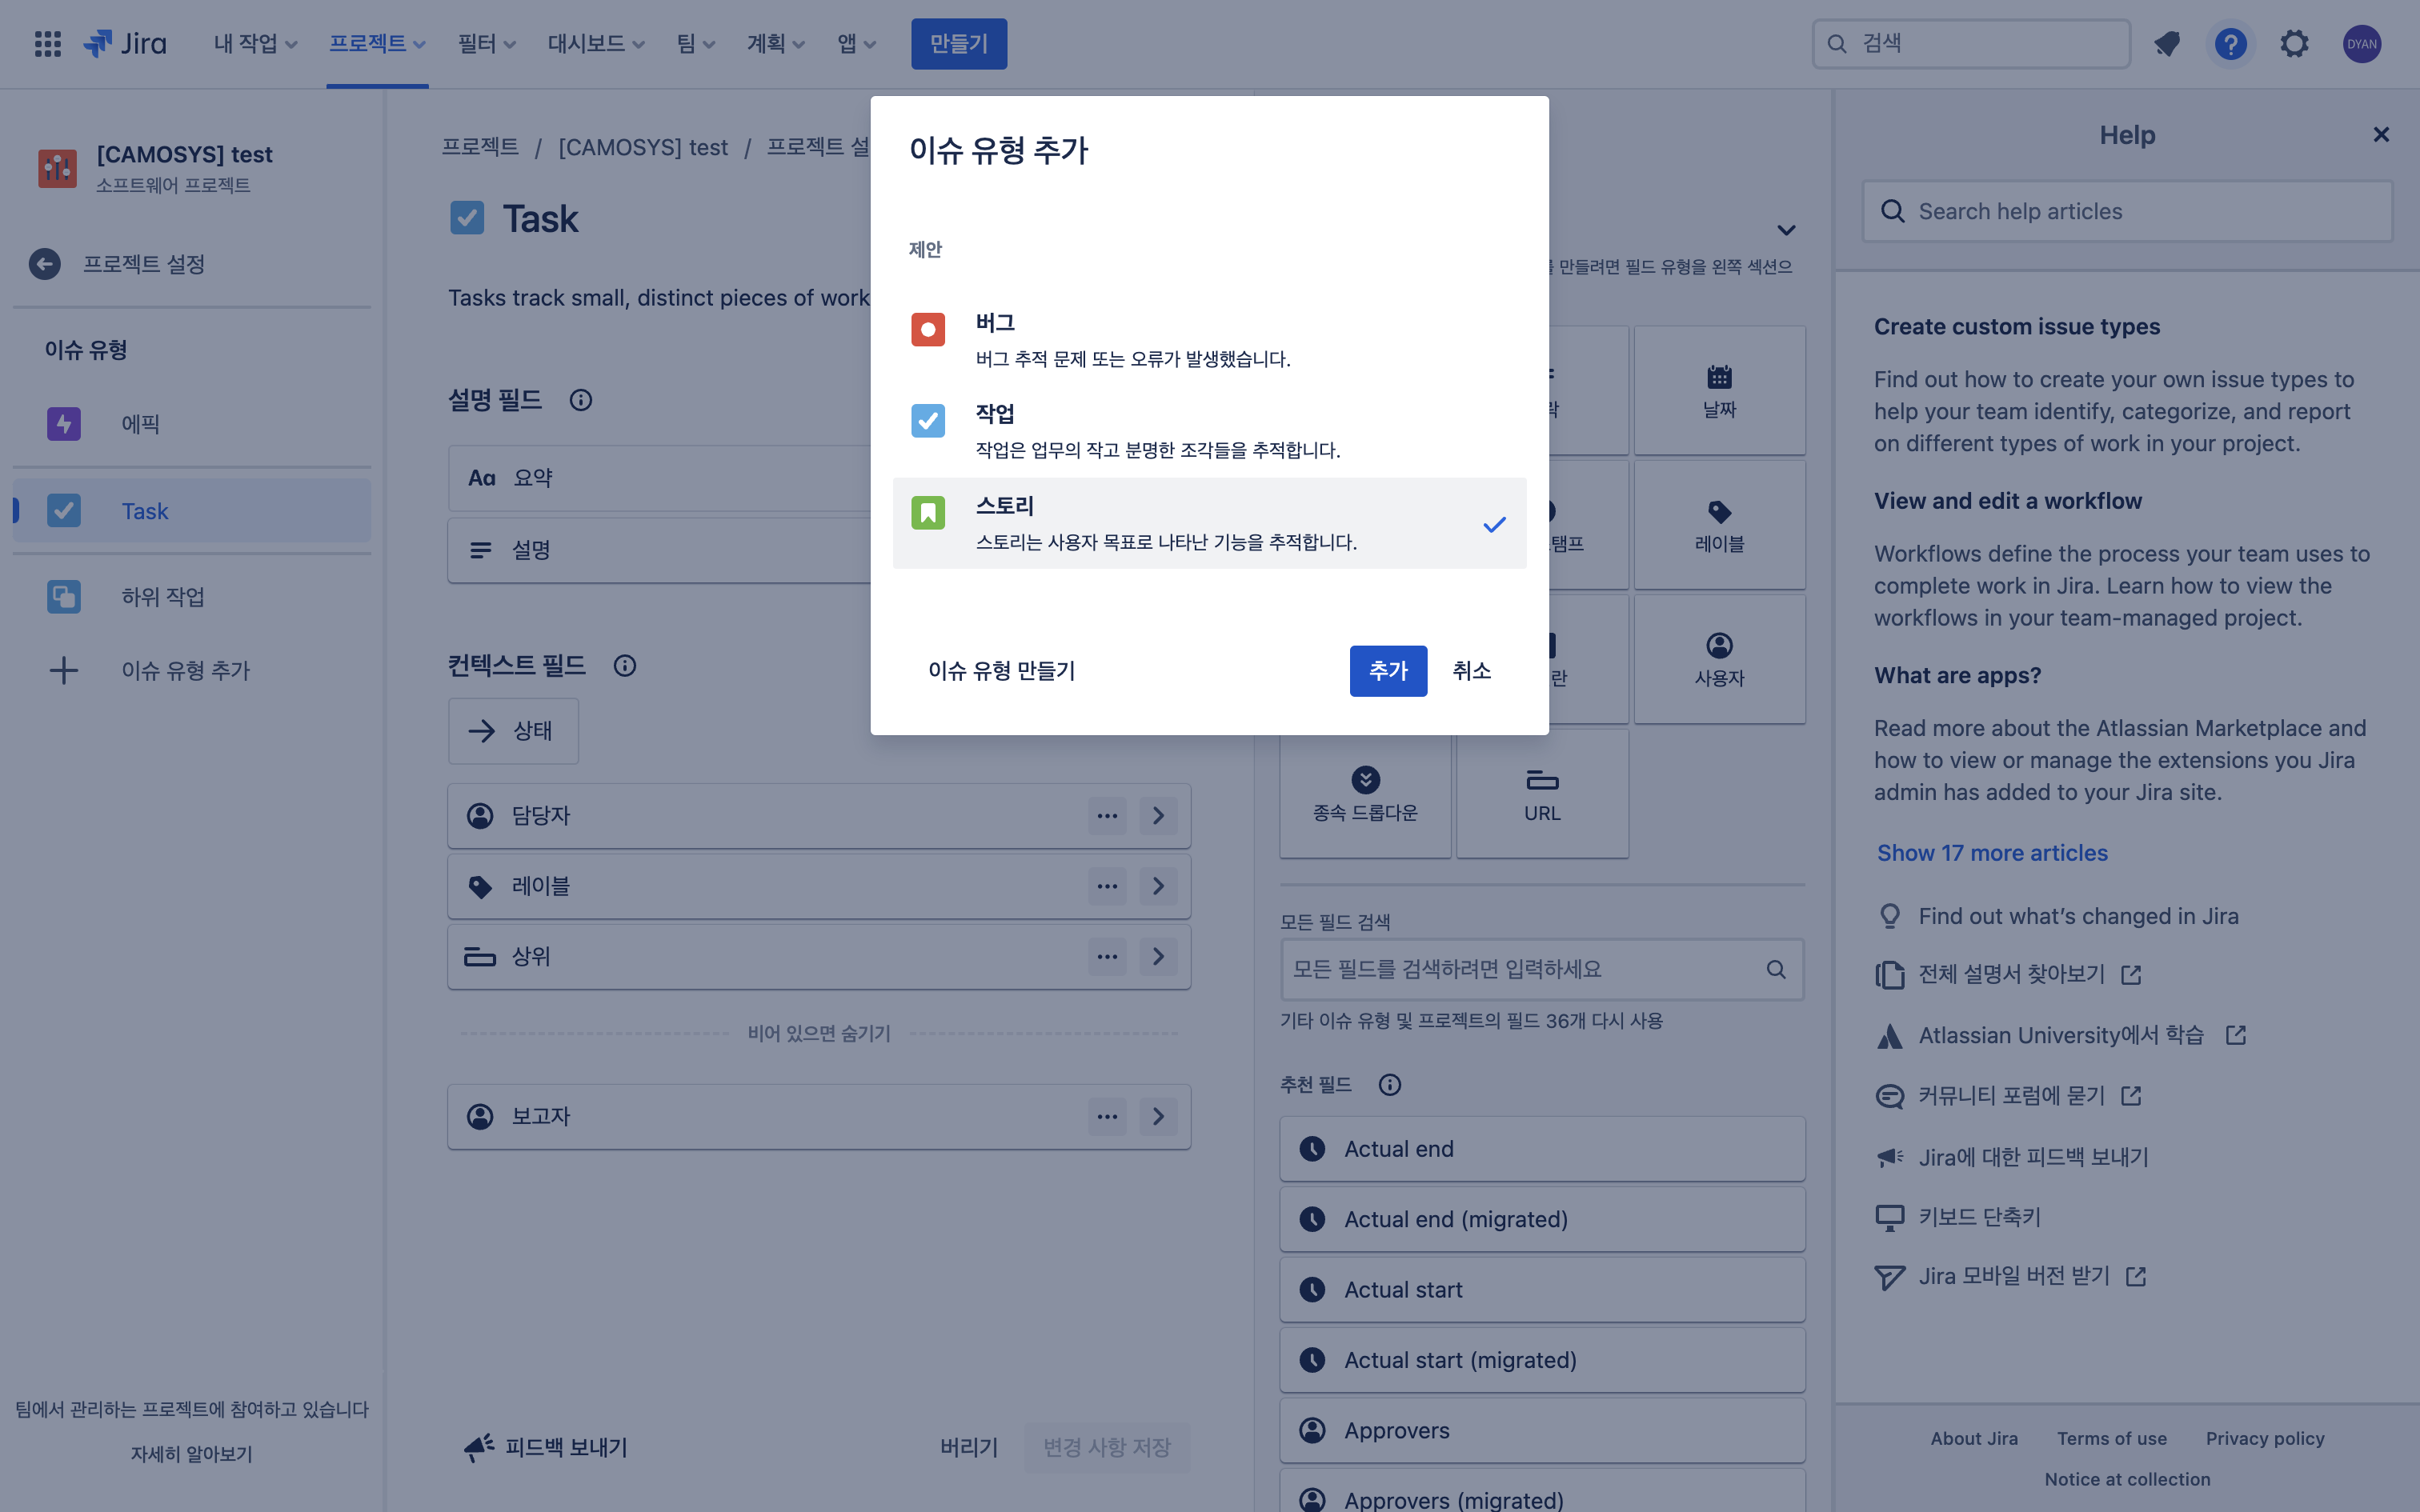 Jira
내 작업
프로젝트
필터
대시보드
팀
계획
앱
만들기
검색
DYAN
[CAMOSYS] test
소프트웨어 프로젝트
프로젝트 설정
이슈 유형
에픽
Task
하위 작업
이슈 유형 추가
팀에서 관리하는 프로젝트에 참여하고 있습니다
자세히 알아보기
프로젝트 / [CAMOSYS] test / 프로젝트 설
Task
Tasks track small, distinct pieces of work
설명 필드
Aa 요약
설명
컨텍스트 필드
상태
담당자
레이블
상위
비어 있으면 숨기기
보고자
피드백 보내기
버리기
변경 사항 저장
이슈 유형 추가
제안
버그
버그 추적 문제 또는 오류가 발생했습니다.
작업
작업은 업무의 작고 분명한 조각들을 추적합니다.
스토리
스토리는 사용자 목표로 나타난 기능을 추적합니다.
이슈 유형 만들기
추가
취소
만들려면 필드 유형을 왼쪽 섹션으
날짜
탬프
레이블
란
사용자
종속 드롭다운
URL
모든 필드 검색
모든 필드를 검색하려면 입력하세요
기타 이슈 유형 및 프로젝트의 필드 36개 다시 사용
추천 필드
Actual end
Actual end (migrated)
Actual start
Actual start (migrated)
Approvers
Approvers (migrated)
Help
Search help articles
Create custom issue types
Find out how to create your own issue types to
help your team identify, categorize, and report
on different types of work in your project.
View and edit a workflow
Workflows define the process your team uses to
complete work in Jira. Learn how to view the
workflows in your team-managed project.
What are apps?
Read more about the Atlassian Marketplace and
how to view or manage the extensions you Jira
admin has added to your Jira site.
Show 17 more articles
Find out what's changed in Jira
전체 설명서 찾아보기
Atlassian University에서 학습
커뮤니티 포럼에 묻기
Jira에 대한 피드백 보내기
키보드 단축키
Jira 모바일 버전 받기
About Jira
Terms of use
Privacy policy
Notice at collection